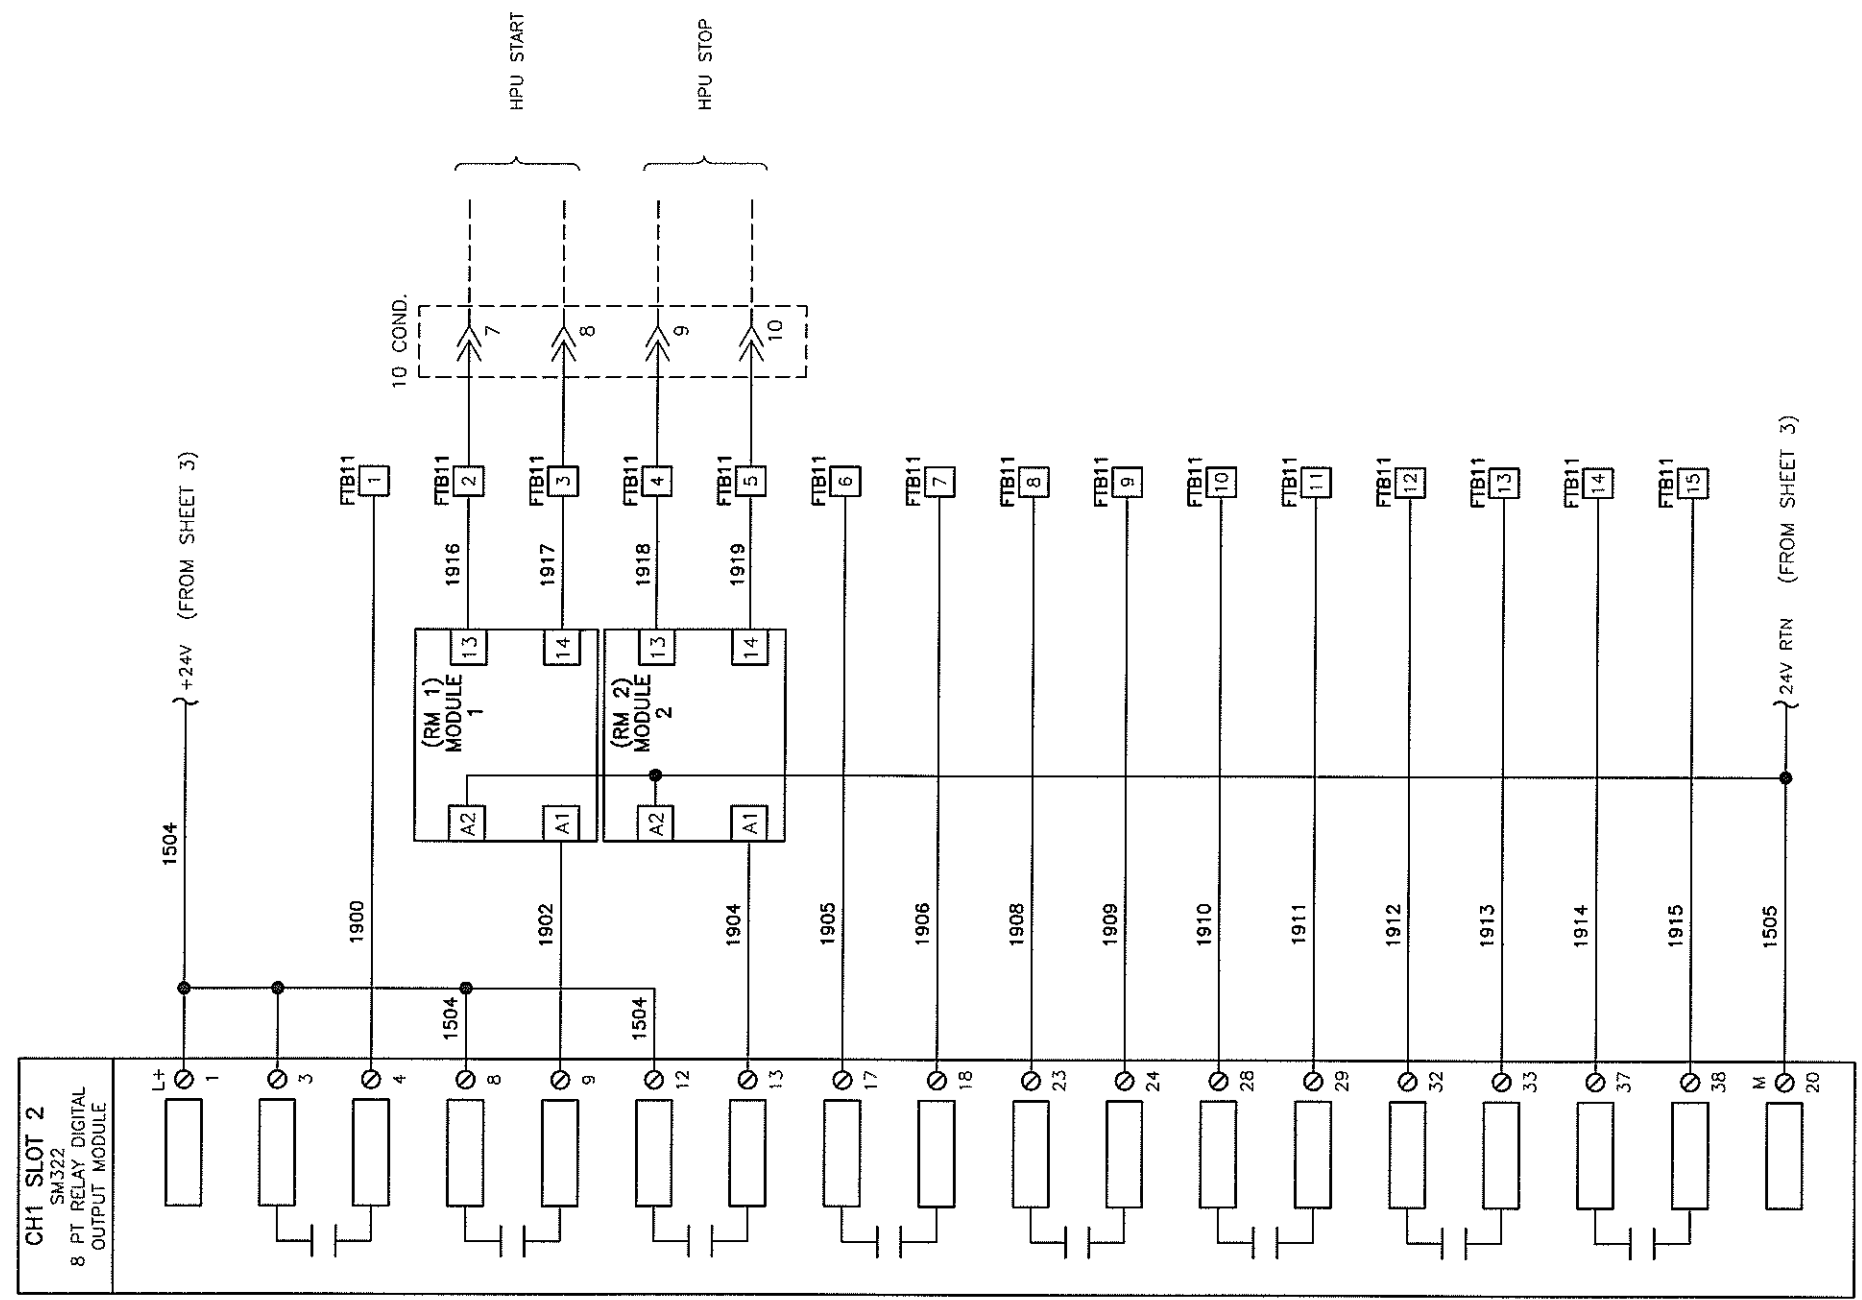 CH1 SLOT 2
SM322
8 PT RELAY DIGITAL
OUTPUT MODULE
L+
1
3
4
8
9
12
13
17
18
23
24
28
29
32
33
37
38
M
20
1504
1504
1504
1900
1902
1904
1905
1906
1908
1909
1910
1911
1912
1913
1914
1915
1505
A2
A1
A2
A1
(RM 1)
MODULE
1
(RM 2)
MODULE
2
13
14
13
14
1916
1917
1918
1919
+24V (FROM SHEET 3)
24V RTN (FROM SHEET 3)
FTB11
1
FTB11
2
FTB11
3
FTB11
4
FTB11
5
FTB11
6
FTB11
7
FTB11
8
FTB11
9
FTB11
10
FTB11
11
FTB11
12
FTB11
13
FTB11
14
FTB11
15
10 COND.
7
8
9
10
HPU START
HPU STOP